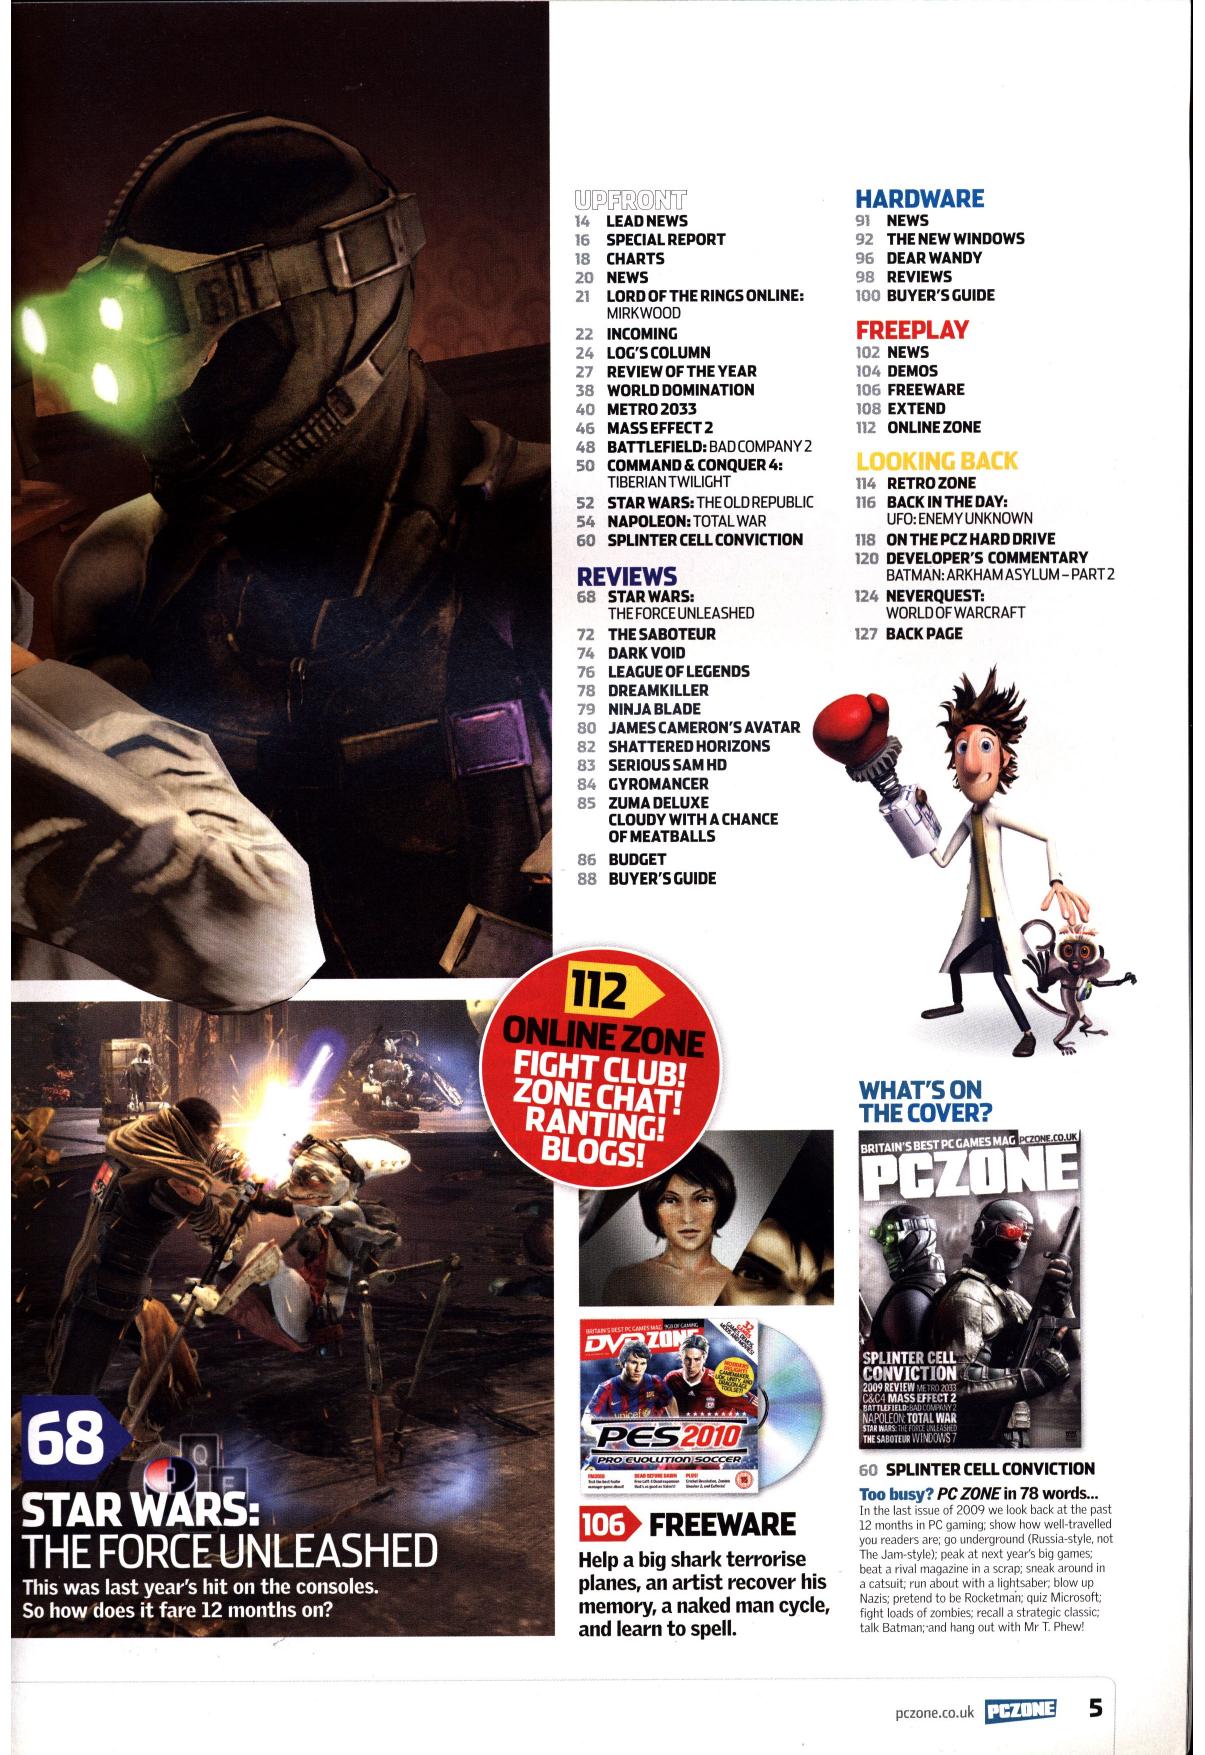 UPFRONT
14 LEAD NEWS
16 SPECIAL REPORT
18 CHARTS
20 NEWS
21 LORD OF THE RINGS ONLINE:
MIRKWOOD
22 INCOMING
24 LOG'S COLUMN
27 REVIEW OF THE YEAR
38 WORLD DOMINATION
40 METRO 2033
46 MASS EFFECT 2
48 BATTLEFIELD: BAD COMPANY 2
50 COMMAND & CONQUER 4:
TIBERIAN TWILIGHT
52 STAR WARS: THE OLD REPUBLIC
54 NAPOLEON: TOTAL WAR
60 SPLINTER CELL CONVICTION
REVIEWS
68 STAR WARS:
THE FORCE UNLEASHED
72 THE SABOTEUR
74 DARK VOID
76 LEAGUE OF LEGENDS
78 DREAMKILLER
79 NINJA BLADE
80 JAMES CAMERON'S AVATAR
82 SHATTERED HORIZONS
83 SERIOUS SAM HD
84 GYROMANCER
85 ZUMA DELUXE
CLOUDY WITH A CHANCE
OF MEATBALLS
86 BUDGET
88 BUYER'S GUIDE
HARDWARE
91 NEWS
92 THE NEW WINDOWS
96 DEAR WANDY
98 REVIEWS
100 BUYER'S GUIDE
FREEPLAY
102 NEWS
104 DEMOS
106 FREEWARE
108 EXTEND
112 ONLINE ZONE
LOOKING BACK
114 RETRO ZONE
116 BACK IN THE DAY:
UFO: ENEMY UNKNOWN
118 ON THE PCZ HARD DRIVE
120 DEVELOPER'S COMMENTARY
BATMAN: ARKHAM ASYLUM – PART 2
124 NEVERQUEST:
WORLD OF WARCRAFT
127 BACK PAGE
112
ONLINE ZONE
FIGHT CLUB!
ZONE CHAT!
RANTING!
BLOGS!
68
Q
STAR WARS:
THE FORCE UNLEASHED
This was last year's hit on the consoles.
So how does it fare 12 months on?
BRITAIN'S BEST PC GAMES MAG 9GB OF GAMING
DVD ZONE
32
unicef
PES 2010
PRO EVOLUTION SOCCER
DEAD BEFORE DAWN
PLUS!
106 FREEWARE
Help a big shark terrorise
planes, an artist recover his
memory, a naked man cycle,
and learn to spell.
WHAT'S ON
THE COVER?
BRITAIN'S BEST PC GAMES MAG PCZONE.CO.UK
PCZONE
SPLINTER CELL
CONVICTION
2009 REVIEW METRO 2033
C&C4 MASS EFFECT 2
BATTLEFIELD: BAD COMPANY 2
NAPOLEON: TOTAL WAR
STAR WARS: THE FORCE UNLEASHED
THE SABOTEUR WINDOWS 7
60 SPLINTER CELL CONVICTION
Too busy? PC ZONE in 78 words...
In the last issue of 2009 we look back at the past
12 months in PC gaming; show how well-travelled
you readers are; go underground (Russia-style, not
The Jam-style); peak at next year's big games;
beat a rival magazine in a scrap; sneak around in
a catsuit; run about with a lightsaber; blow up
Nazis; pretend to be Rocketman; quiz Microsoft;
fight loads of zombies; recall a strategic classic;
talk Batman; and hang out with Mr T. Phew!
pczone.co.uk PCZONE 5